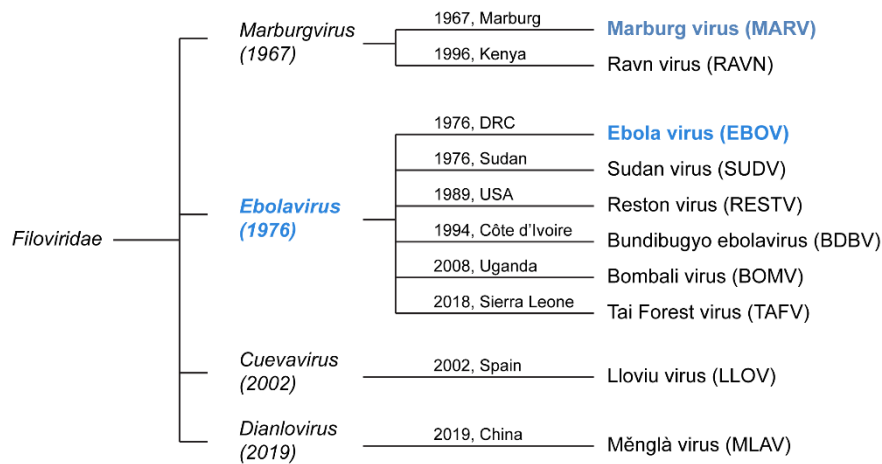 Filoviridae
Marburgvirus
(1967)
1967, Marburg
Marburg virus (MARV)
1996, Kenya
Ravn virus (RAVN)
Ebolavirus
(1976)
1976, DRC
Ebola virus (EBOV)
1976, Sudan
Sudan virus (SUDV)
1989, USA
Reston virus (RESTV)
1994, Côte d'Ivoire
Bundibugyo ebolavirus (BDBV)
2008, Uganda
Bombali virus (BOMV)
2018, Sierra Leone
Tai Forest virus (TAFV)
Cuevavirus
(2002)
2002, Spain
Lloviu virus (LLOV)
Dianlovirus
(2019)
2019, China
Měnglà virus (MLAV)